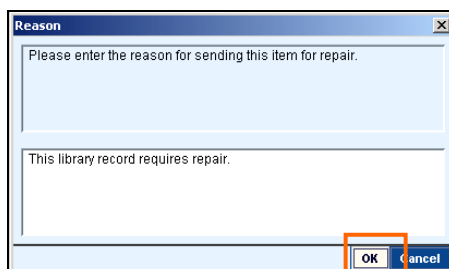 Reason
Please enter the reason for sending this item for repair.
This library record requires repair.
OK Cancel